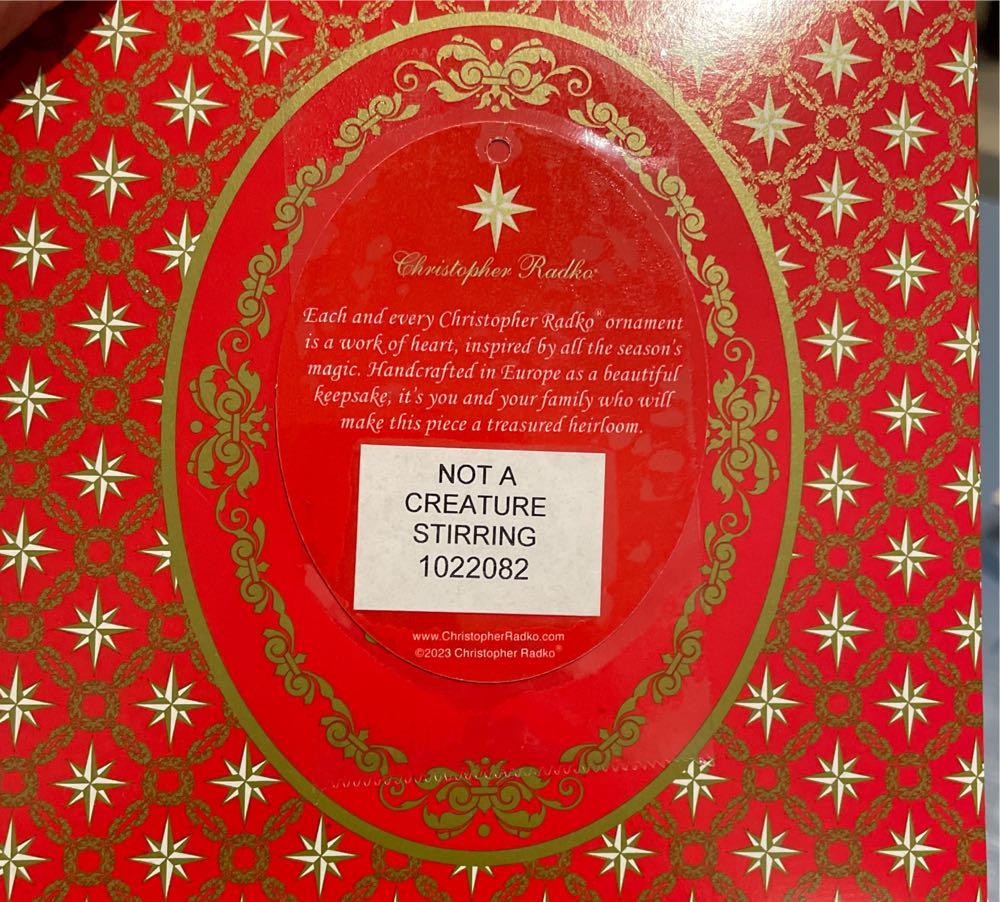 Christopher Radko
Each and every Christopher Radko® ornament
is a work of heart, inspired by all the season's
magic. Handcrafted in Europe as a beautiful
keepsake, it's you and your family who will
make this piece a treasured heirloom.
NOT A
CREATURE
STIRRING
1022082
www.ChristopherRadko.com
©2023 Christopher Radko®